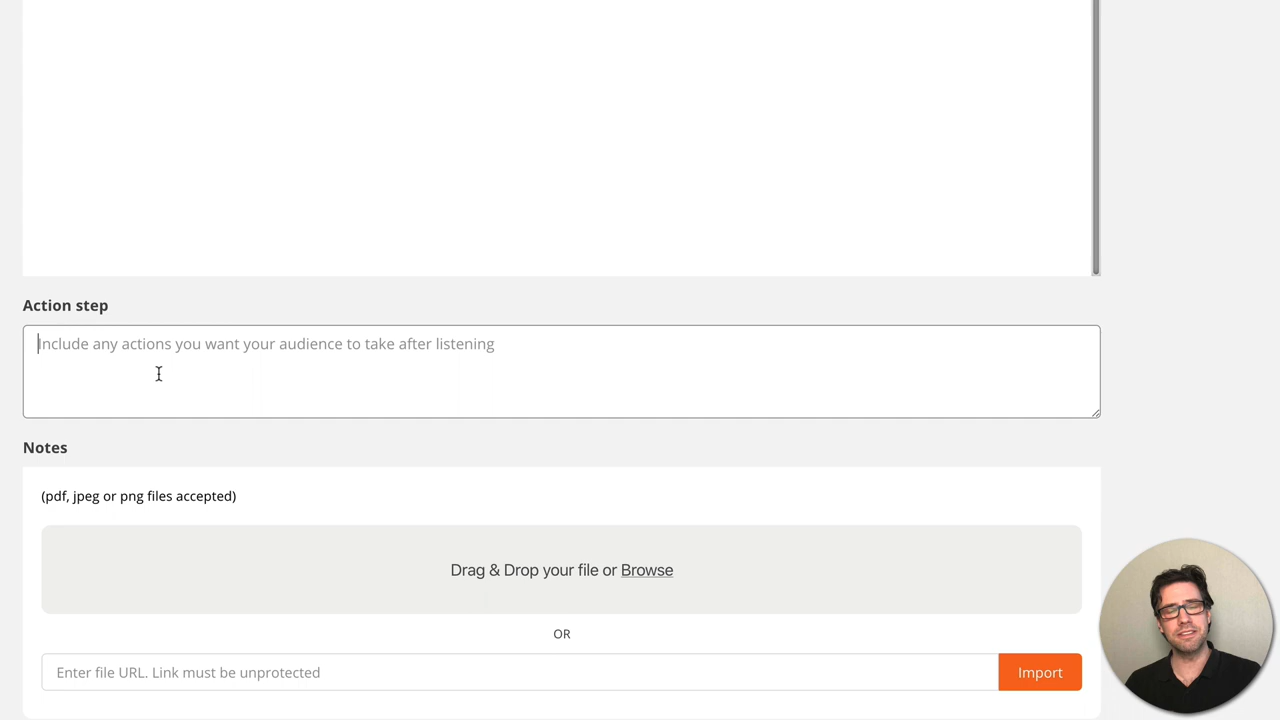 Action step
Include any actions you want your audience to take after listening
Notes
(pdf, jpeg or png files accepted)
Drag & Drop your file or Browse
OR
Enter file URL. Link must be unprotected
Import